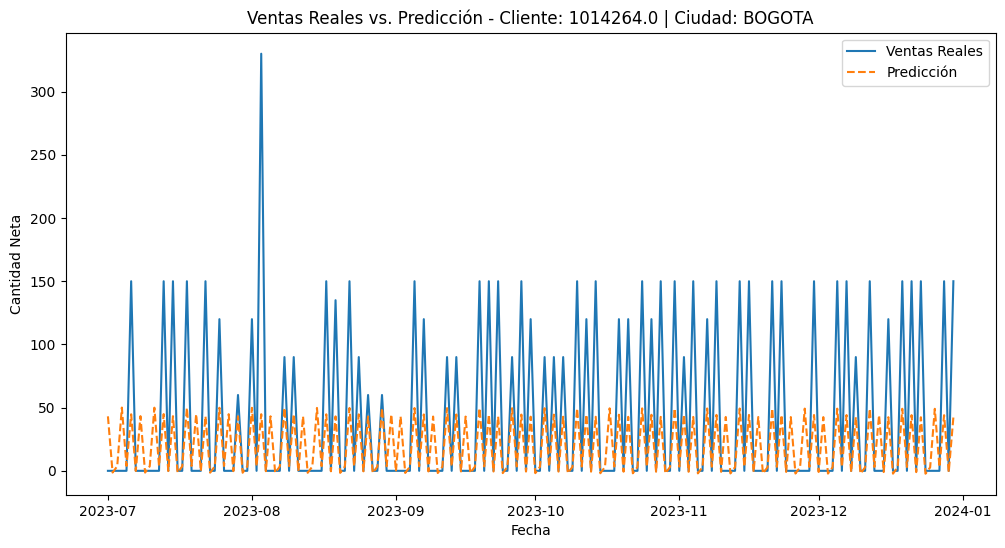 Ventas Reales vs. Predicción - Cliente: 1014264.0 | Ciudad: BOGOTA
Ventas Reales
Predicción
Cantidad Neta
300
250
200
150
100
50
0
2023-07
2023-08
2023-09
2023-10
2023-11
2023-12
2024-01
Fecha